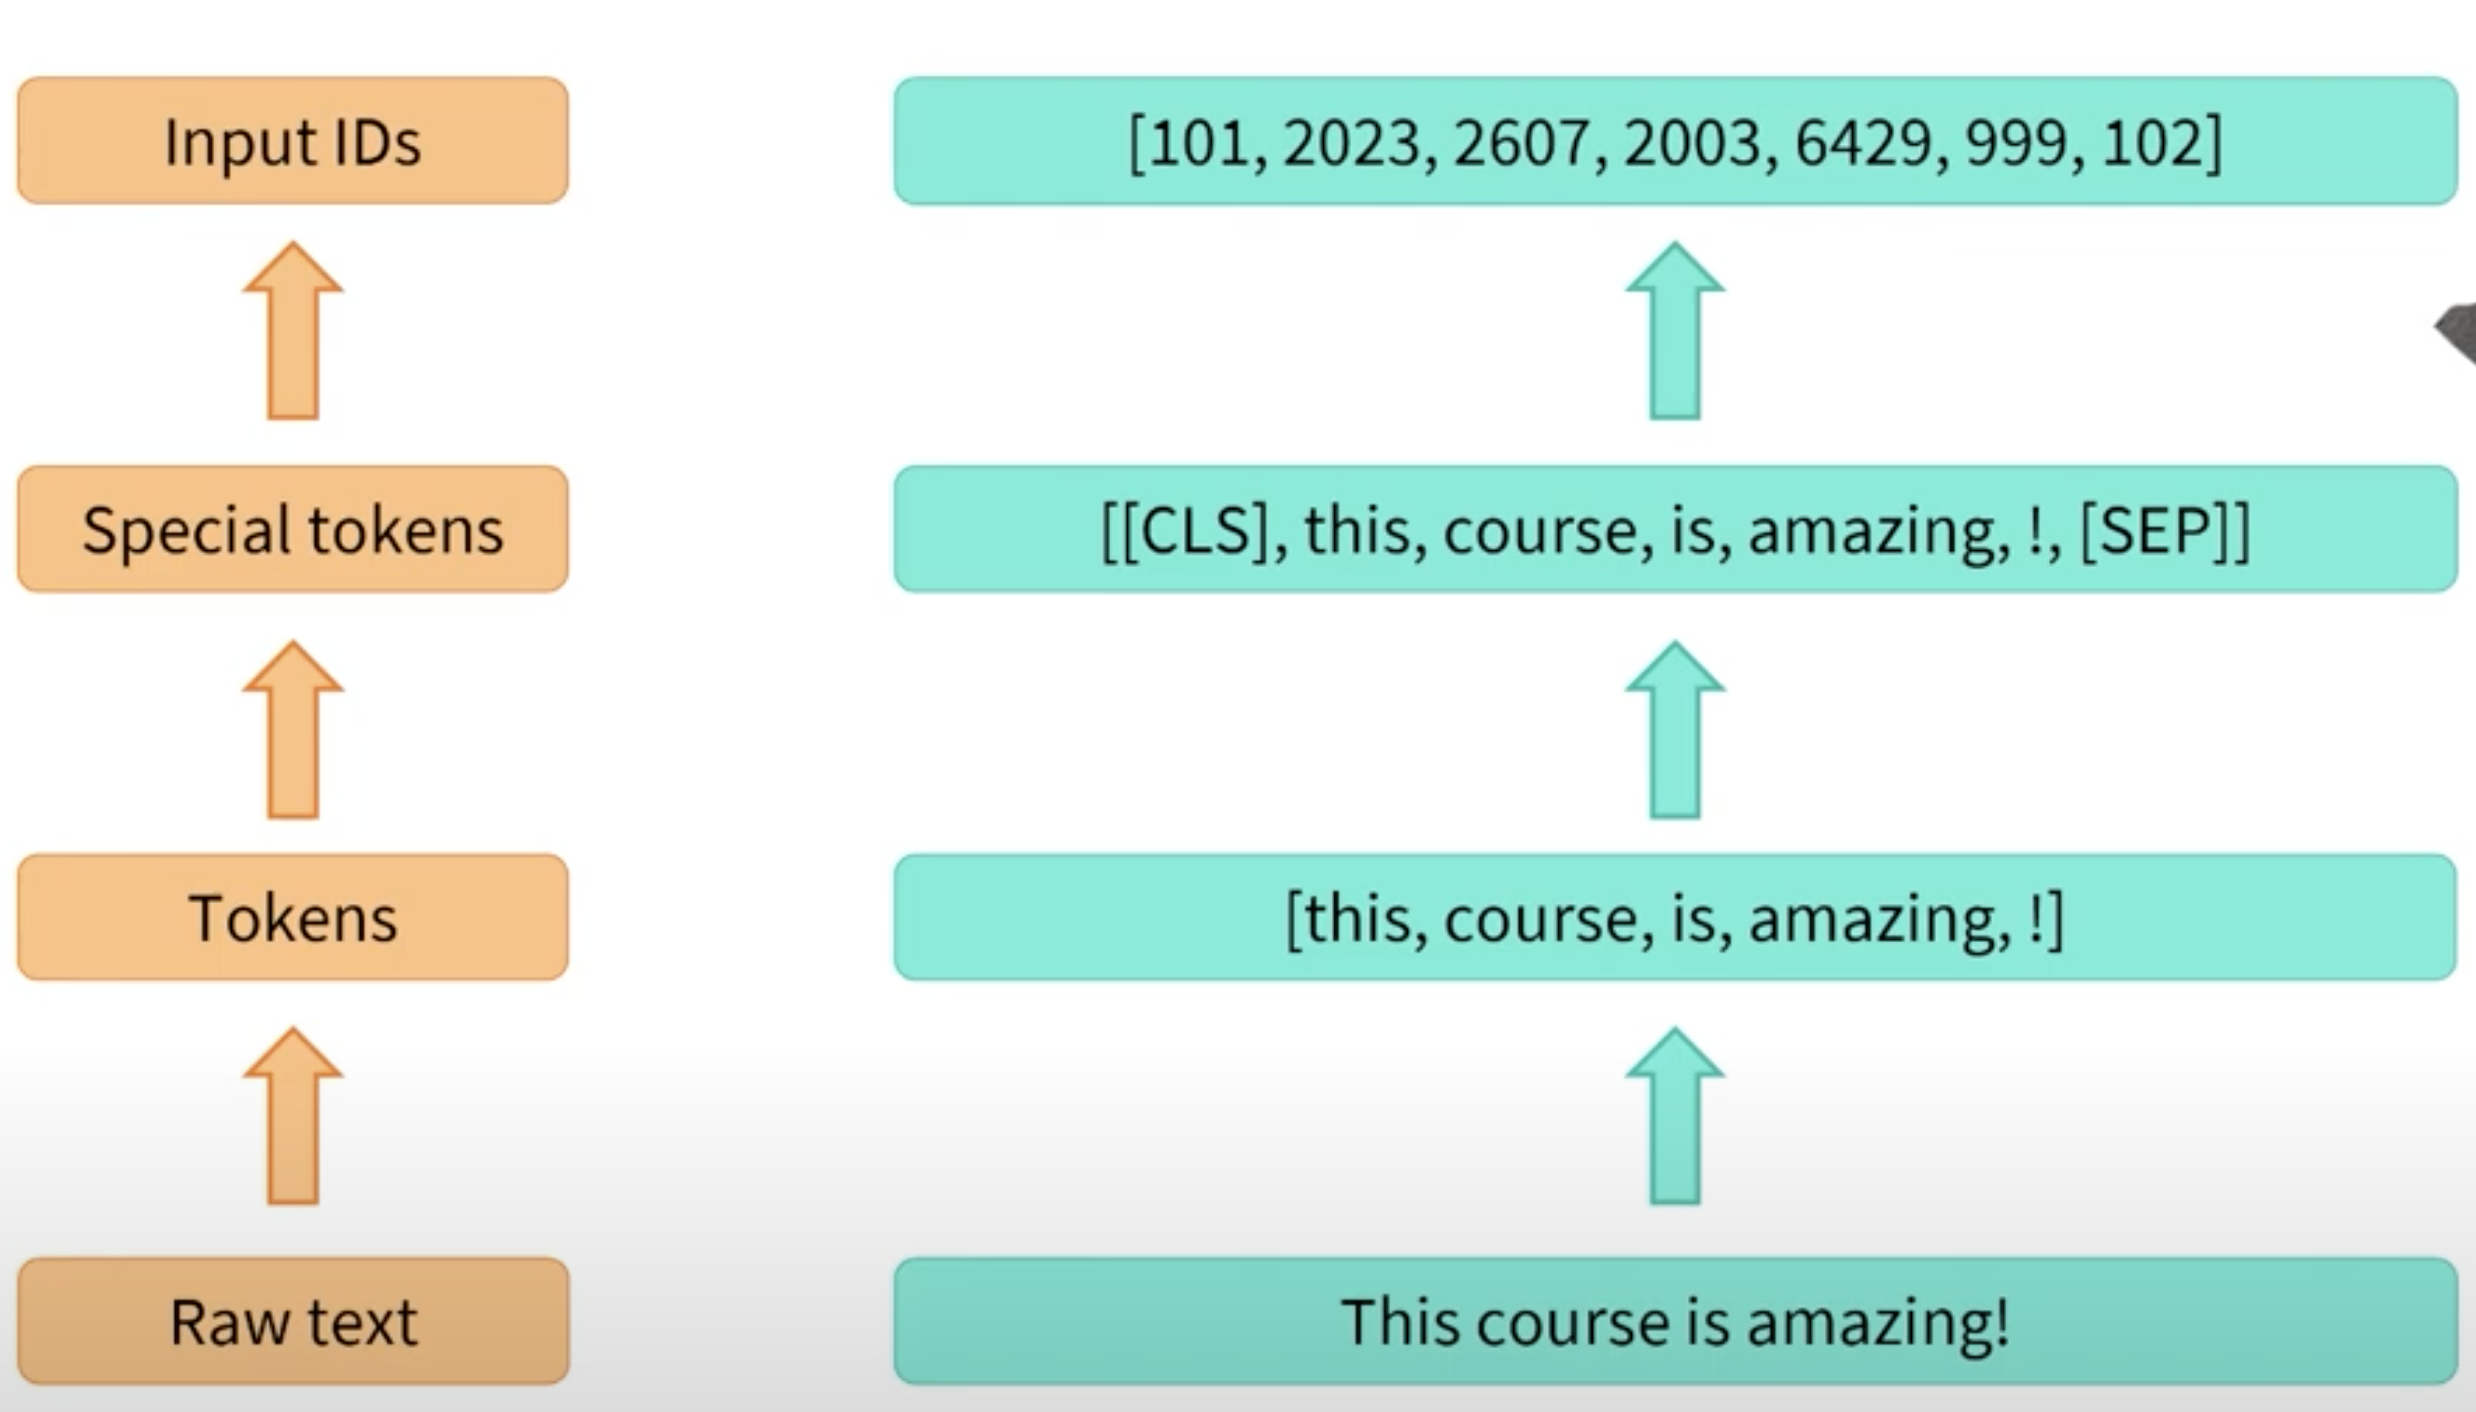 Input IDs
[101, 2023, 2607, 2003, 6429, 999, 102]
Special tokens
[[CLS], this, course, is, amazing, !, [SEP]]
Tokens
[this, course, is, amazing, !]
Raw text
This course is amazing!